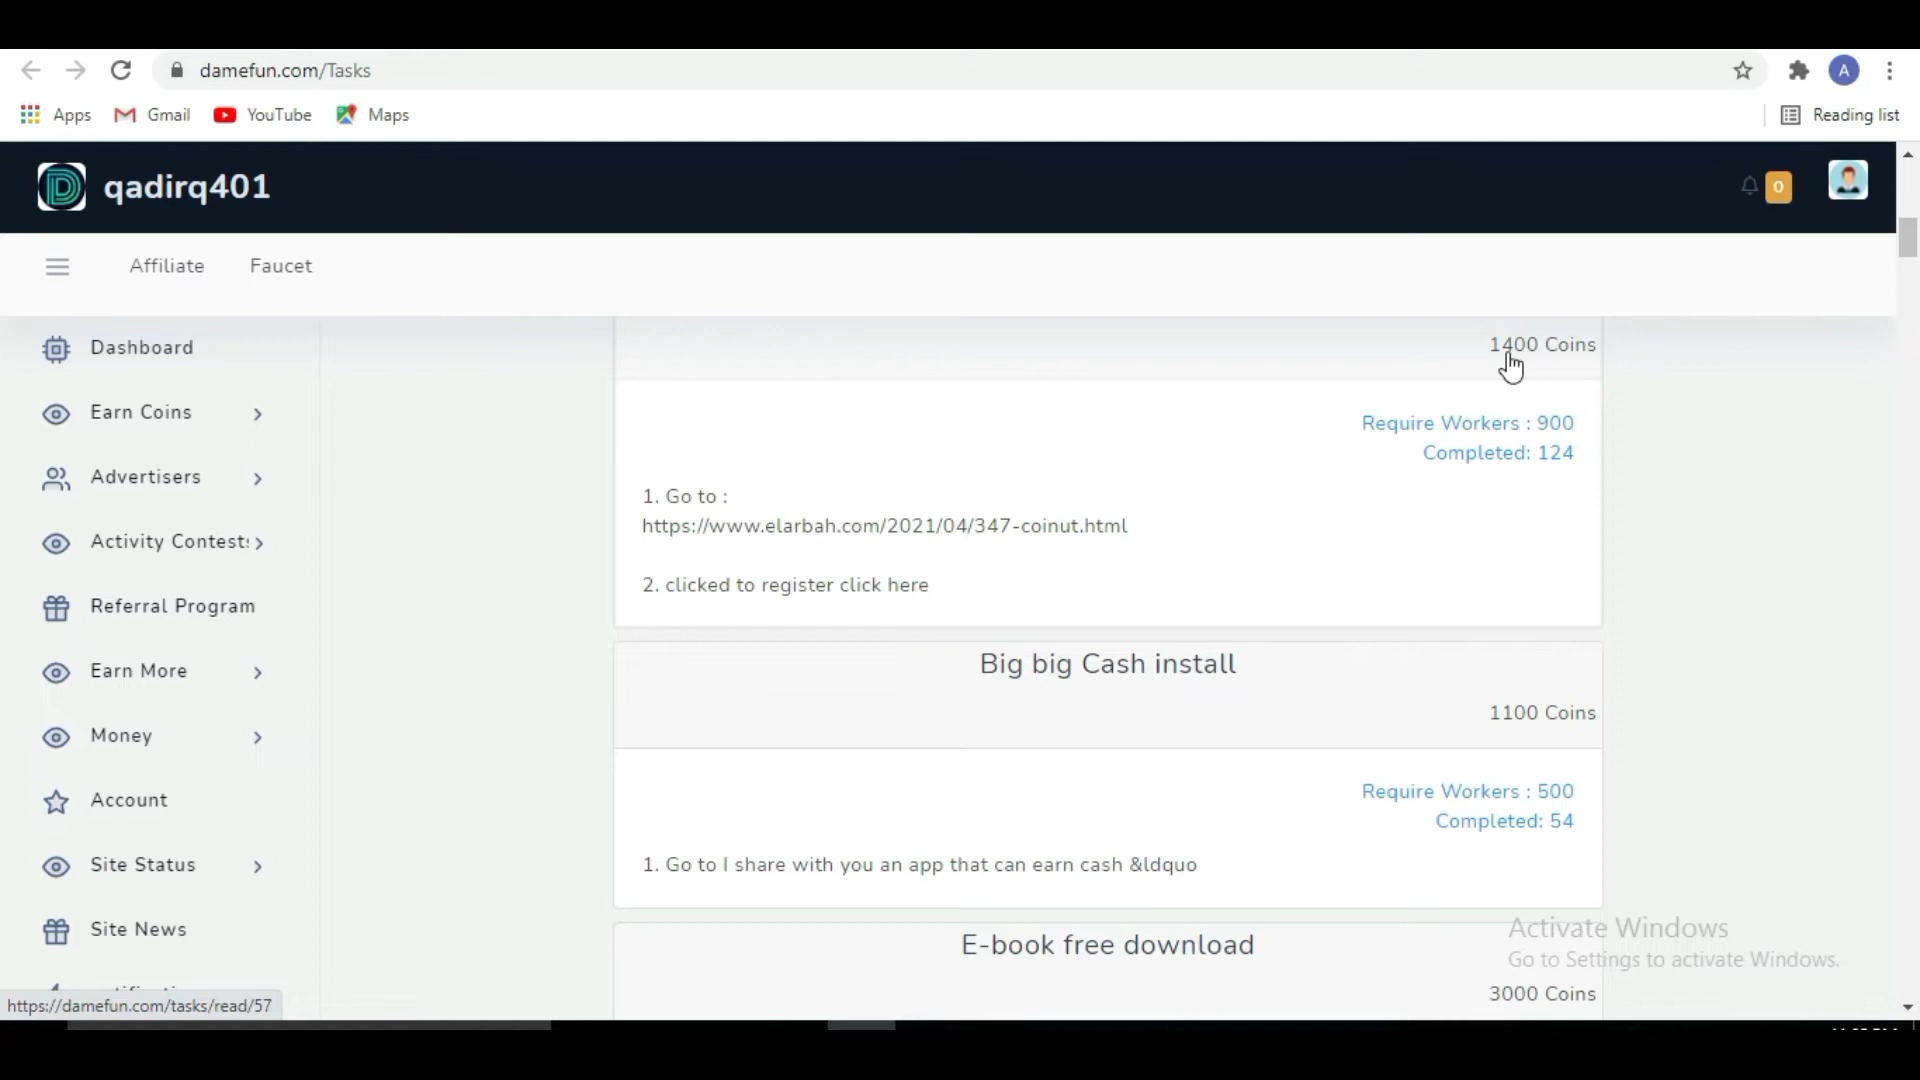 damefun.com/Tasks
A
Apps
Gmail
YouTube
Maps
Reading list
qadirq401
0
Affiliate
Faucet
Dashboard
Earn Coins
Advertisers
Activity Contest
Referral Program
Earn More
Money
Account
Site Status
Site News
1400 Coins
Require Workers : 900
Completed: 124
1. Go to :
https://www.elarbah.com/2021/04/347-coinut.html
2. clicked to register click here
Big big Cash install
1100 Coins
Require Workers : 500
Completed: 54
1. Go to I share with you an app that can earn cash &ldquo
E-book free download
3000 Coins
Activate Windows
Go to Settings to activate Windows.
https://damefun.com/tasks/read/57